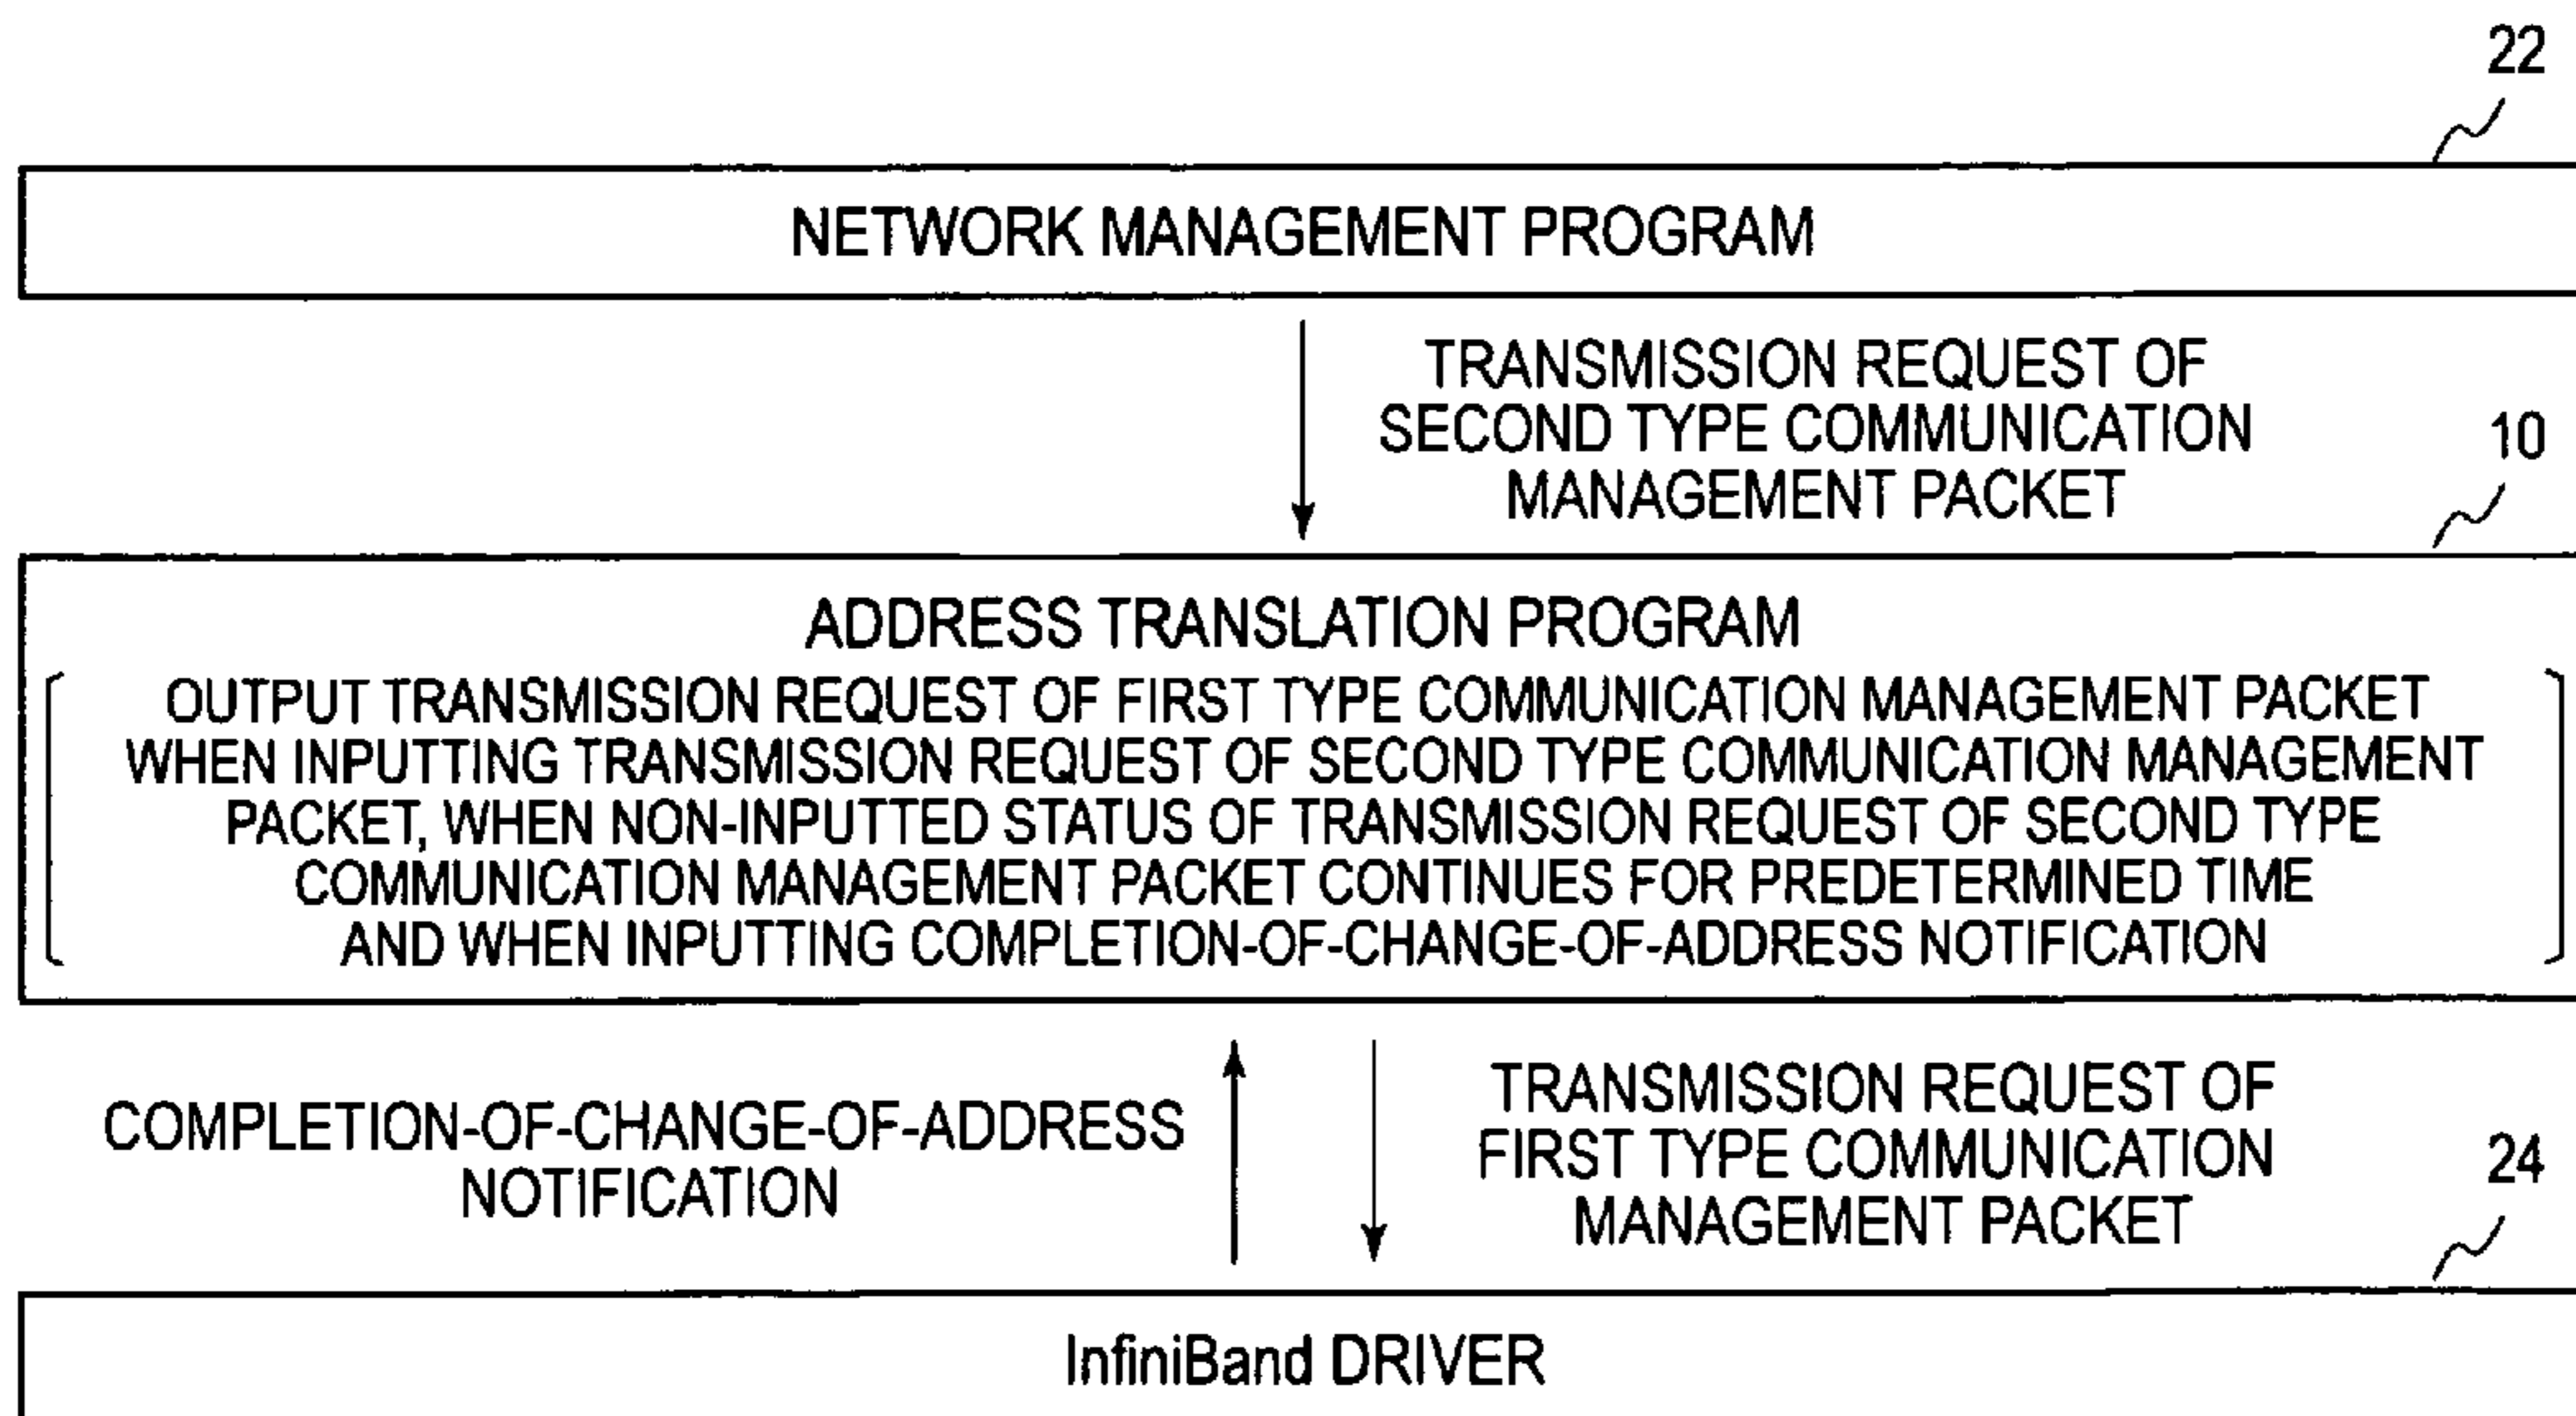 22
NETWORK MANAGEMENT PROGRAM
TRANSMISSION REQUEST OF
SECOND TYPE COMMUNICATION
MANAGEMENT PACKET
10
ADDRESS TRANSLATION PROGRAM
OUTPUT TRANSMISSION REQUEST OF FIRST TYPE COMMUNICATION MANAGEMENT PACKET
WHEN INPUTTING TRANSMISSION REQUEST OF SECOND TYPE COMMUNICATION MANAGEMENT
PACKET, WHEN NON-INPUTTED STATUS OF TRANSMISSION REQUEST OF SECOND TYPE
COMMUNICATION MANAGEMENT PACKET CONTINUES FOR PREDETERMINED TIME
AND WHEN INPUTTING COMPLETION-OF-CHANGE-OF-ADDRESS NOTIFICATION
COMPLETION-OF-CHANGE-OF-ADDRESS
NOTIFICATION
TRANSMISSION REQUEST OF
FIRST TYPE COMMUNICATION
MANAGEMENT PACKET
24
InfiniBand DRIVER